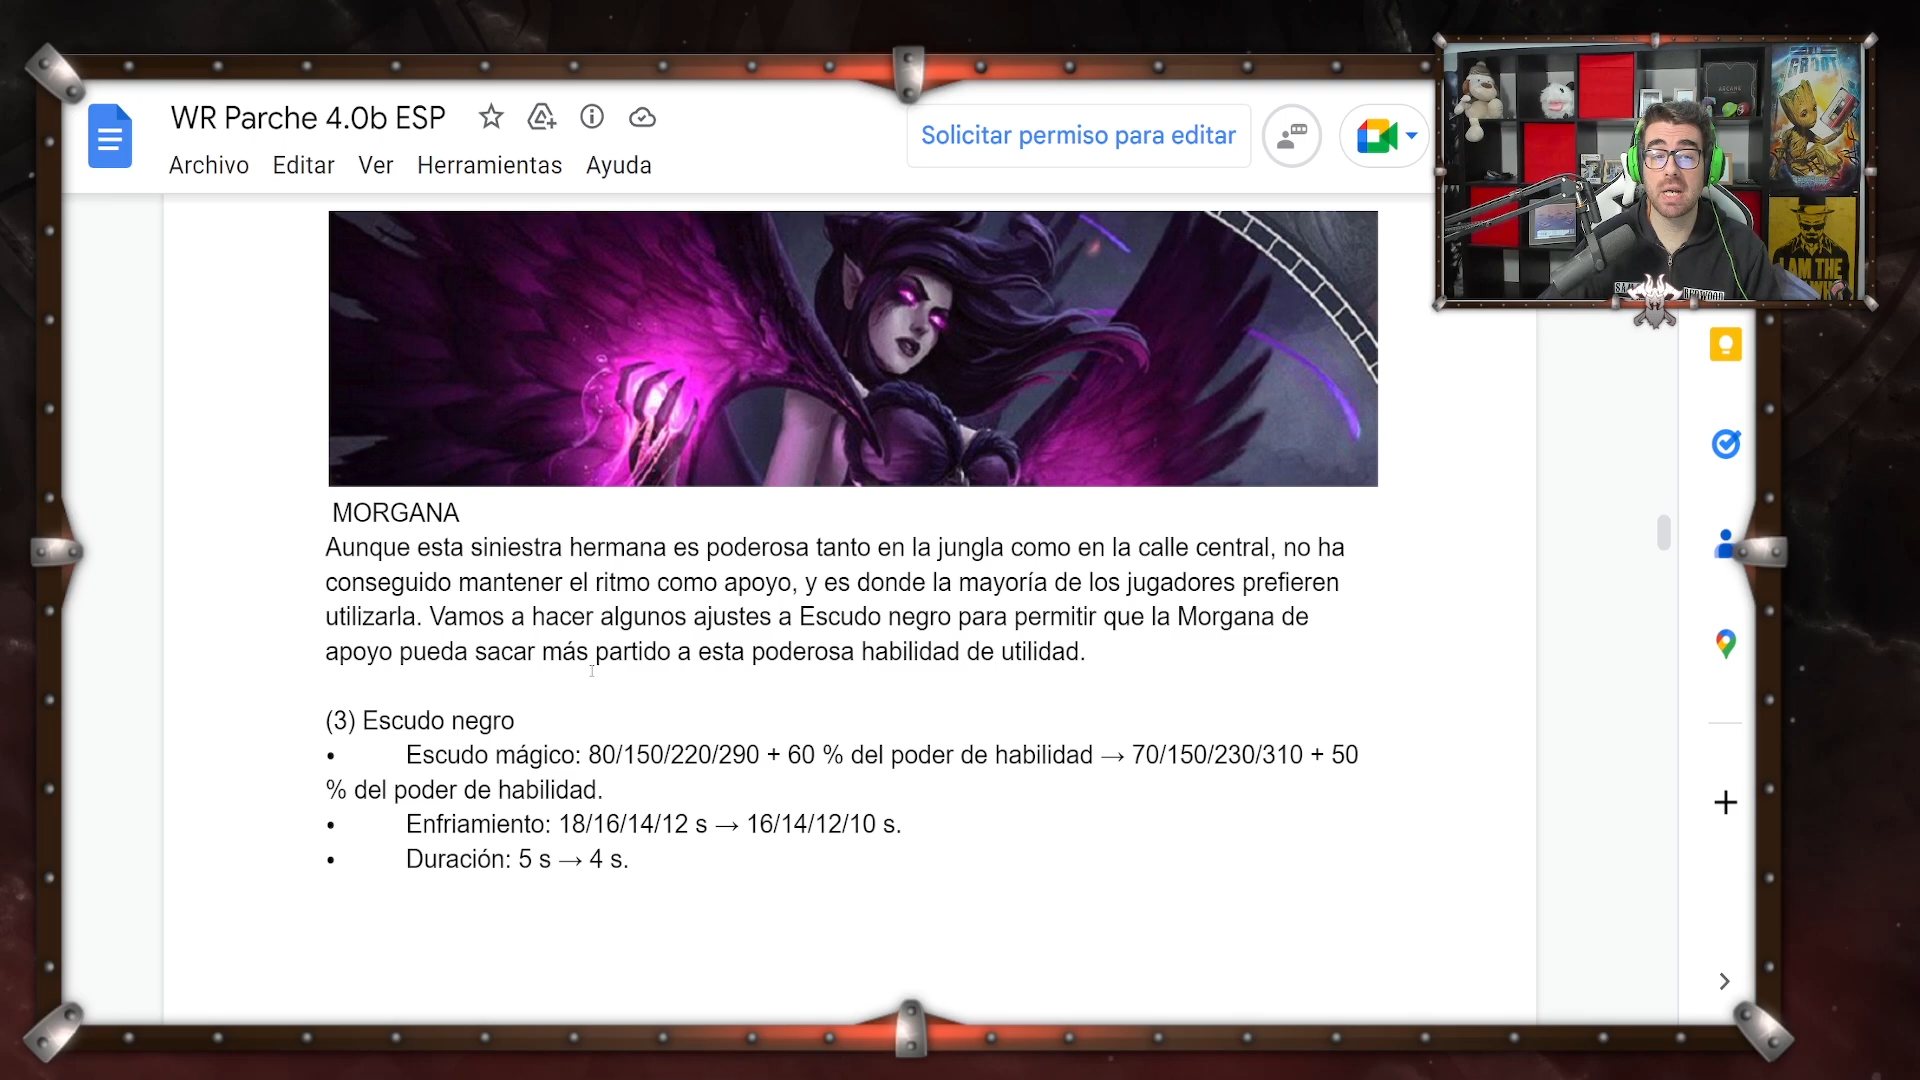 WR Parche 4.0b ESP
Archivo Editar Ver Herramientas Ayuda
Solicitar permiso para editar
GROOT
ARCANE
I AM THE
REDWOOD
MORGANA
Aunque esta siniestra hermana es poderosa tanto en la jungla como en la calle central, no ha
conseguido mantener el ritmo como apoyo, y es donde la mayoría de los jugadores prefieren
utilizarla. Vamos a hacer algunos ajustes a Escudo negro para permitir que la Morgana de
apoyo pueda sacar más partido a esta poderosa habilidad de utilidad.
(3) Escudo negro
• Escudo mágico: 80/150/220/290 + 60 % del poder de habilidad → 70/150/230/310 + 50
% del poder de habilidad.
• Enfriamiento: 18/16/14/12 s → 16/14/12/10 s.
• Duración: 5 s → 4 s.